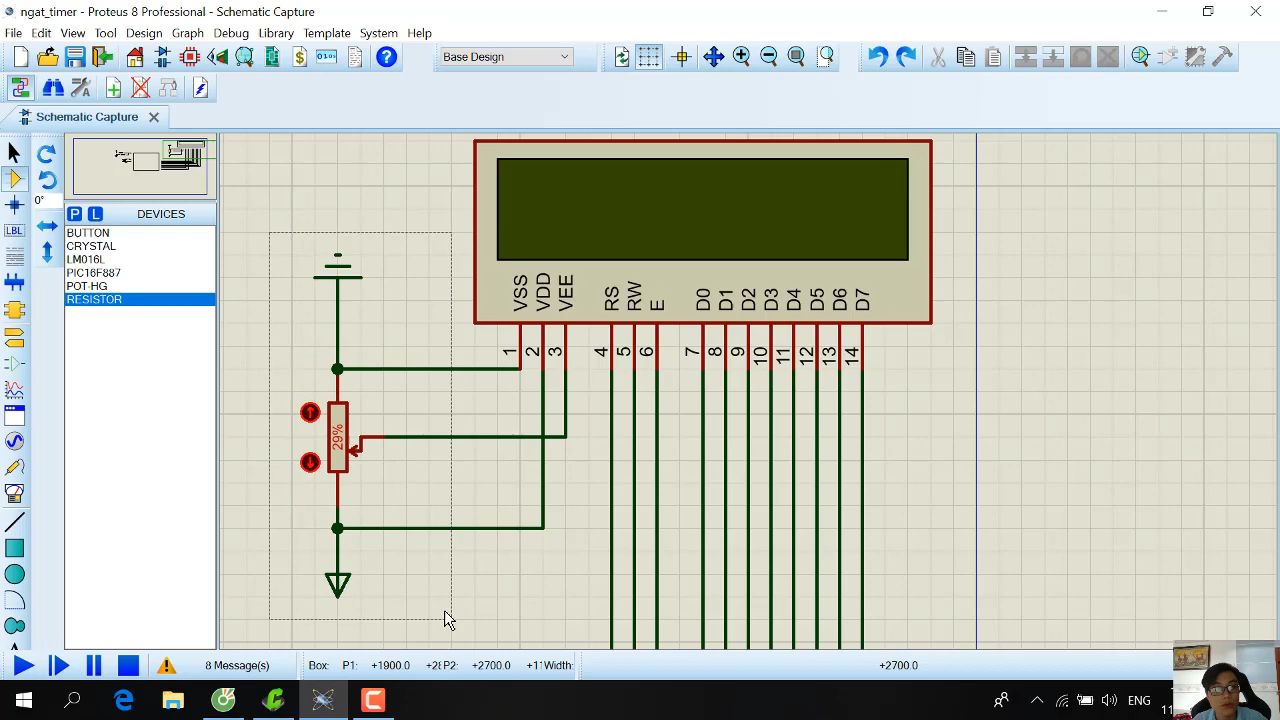 ngat_timer - Proteus 8 Professional - Schematic Capture
File Edit View Tool Design Graph Debug Library Template System Help
Base Design
Schematic Capture
0°
P L DEVICES
LBL
BUTTON
CRYSTAL
LM016L
PIC16F887
POT-HG
RESISTOR
VSS
VDD
VEE
RS
RW
E
D0
D1
D2
D3
D4
D5
D6
D7
1
2
3
4
5
6
7
8
9
10
11
12
13
14
29%
8 Message(s)
Box: P1: +1900.0 P2: +2700.0 Width:
+2700.0
ENG